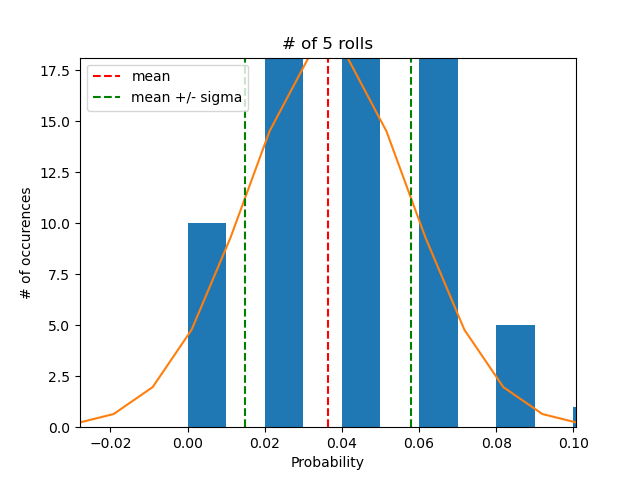 # of 5 rolls
mean
mean +/- sigma
# of occurences
17.5
15.0
12.5
10.0
7.5
5.0
2.5
0.0
−0.02 0.00 0.02 0.04 0.06 0.08 0.10
Probability